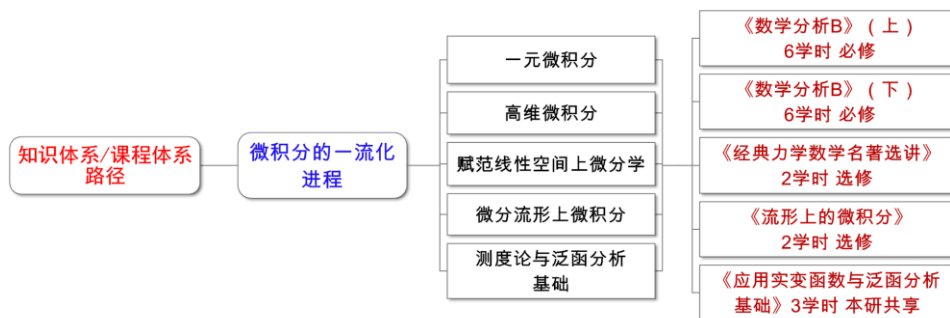 知识体系/课程体系
路径
微积分的一流化
进程
一元微积分
高维微积分
赋范线性空间上微分学
微分流形上微积分
测度论与泛函分析
基础
《数学分析B》（上）
6学时 必修
《数学分析B》（下）
6学时 必修
《经典力学数学名著选讲》
2学时 选修
《流形上的微积分》
2学时 选修
《应用实变函数与泛函分析
基础》3学时 本研共享